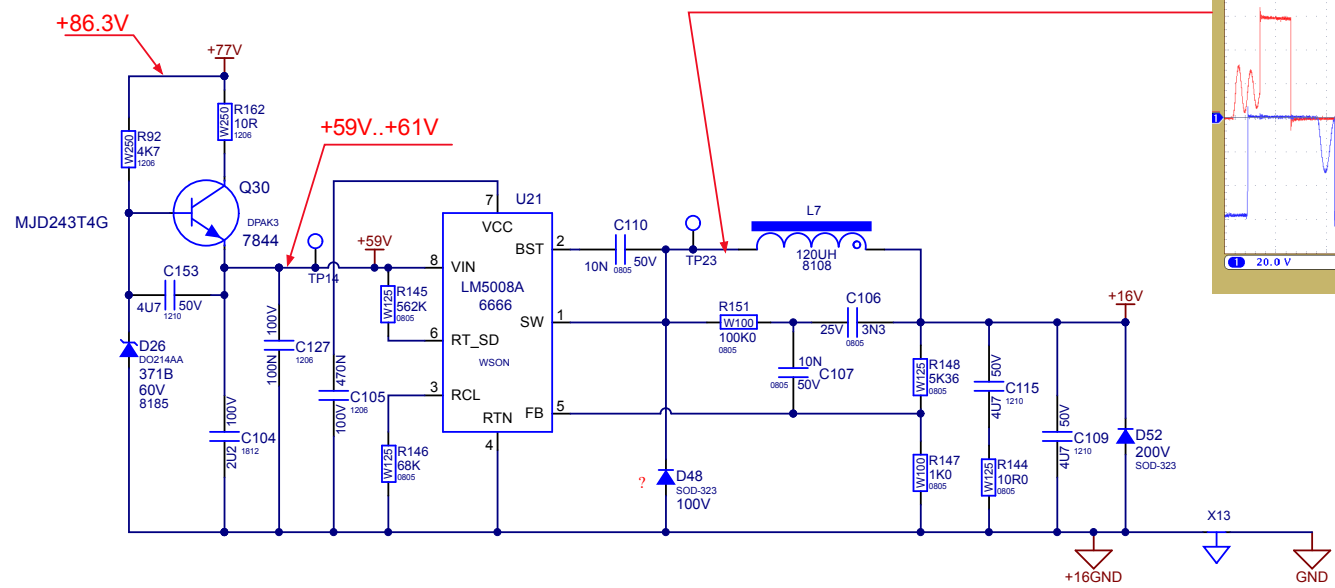 +86.3V
+77V
R162
10R
1206
W250
R92
4K7
1206
W250
+59V..+61V
Q30
MJD243T4G
DPAK3
7844
C153
4U7
50V
1210
D26
DO214AA
371B
60V
8185
100V
C104
2U2
1812
100V
C127
100N
1206
TP14
+59V
R145
562K
0805
W125
470N
C105
100V
1206
R146
68K
0805
W125
U21
7
VCC
8
VIN
BST
2
LM5008A
6666
SW
1
6
RT_SD
WSON
3
RCL
RTN
4
FB
5
C110
10N
0805
50V
TP23
L7
120UH
8108
R151
W100
100K0
0805
C106
25V
3N3
0805
10N
C107
0805
50V
?
D48
SOD-323
100V
R148
5K36
0805
W125
R147
1K0
0805
W100
50V
C115
4U7
1210
R144
10R0
0805
W125
50V
C109
4U7
1210
+16V
D52
200V
SOD-323
+16GND
X13
GND
1
1
20.0 V